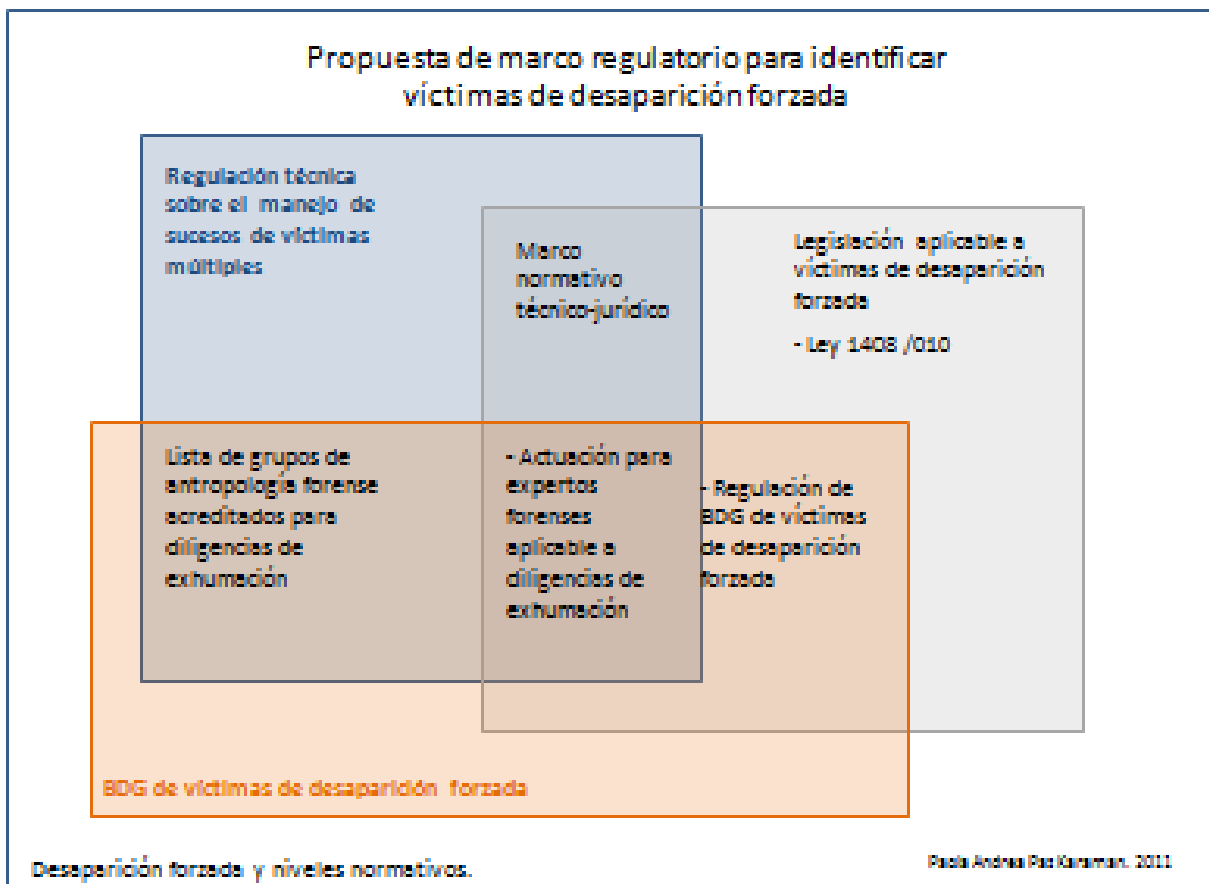 Propuesta de marco regulatorio para identificar
víctimas de desaparición forzada
Regulación técnica
sobre el manejo de
sucesos de víctimas
múltiples
Marco
normativo
técnico-jurídico
Legislación aplicable a
víctimas de desaparición
forzada
- Ley 1408 /010
Lista de grupos de
antropología forense
acreditados para
diligencias de
exhumación
- Actuación para
expertos
forenses
aplicable a
diligencias de
exhumación
- Regulación de
BDG de víctimas
de desaparición
forzada
BDG de víctimas de desaparición forzada
Desaparición forzada y niveles normativos.
Paola Andrea Paz Karaman. 2011